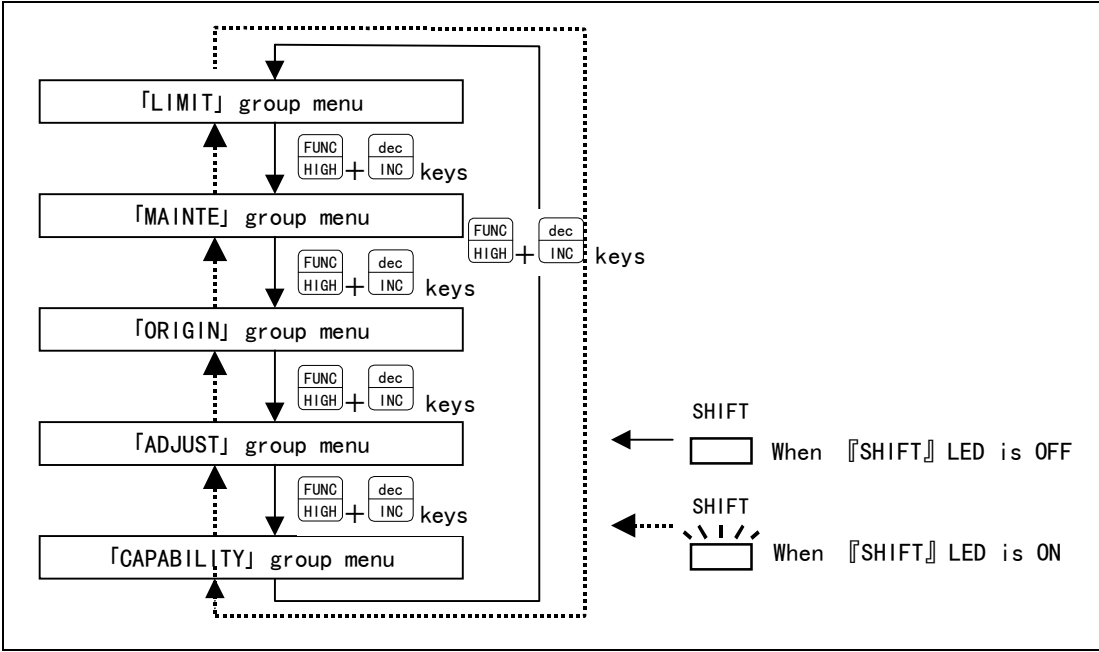 「LIMIT」 group menu
FUNC HIGH + dec INC keys
「MAINTE」 group menu
FUNC HIGH + dec INC keys
FUNC HIGH + dec INC keys
「ORIGIN」 group menu
FUNC HIGH + dec INC keys
「ADJUST」 group menu
FUNC HIGH + dec INC keys
「CAPABILITY」 group menu
SHIFT
When 『SHIFT』 LED is OFF
SHIFT
When 『SHIFT』 LED is ON